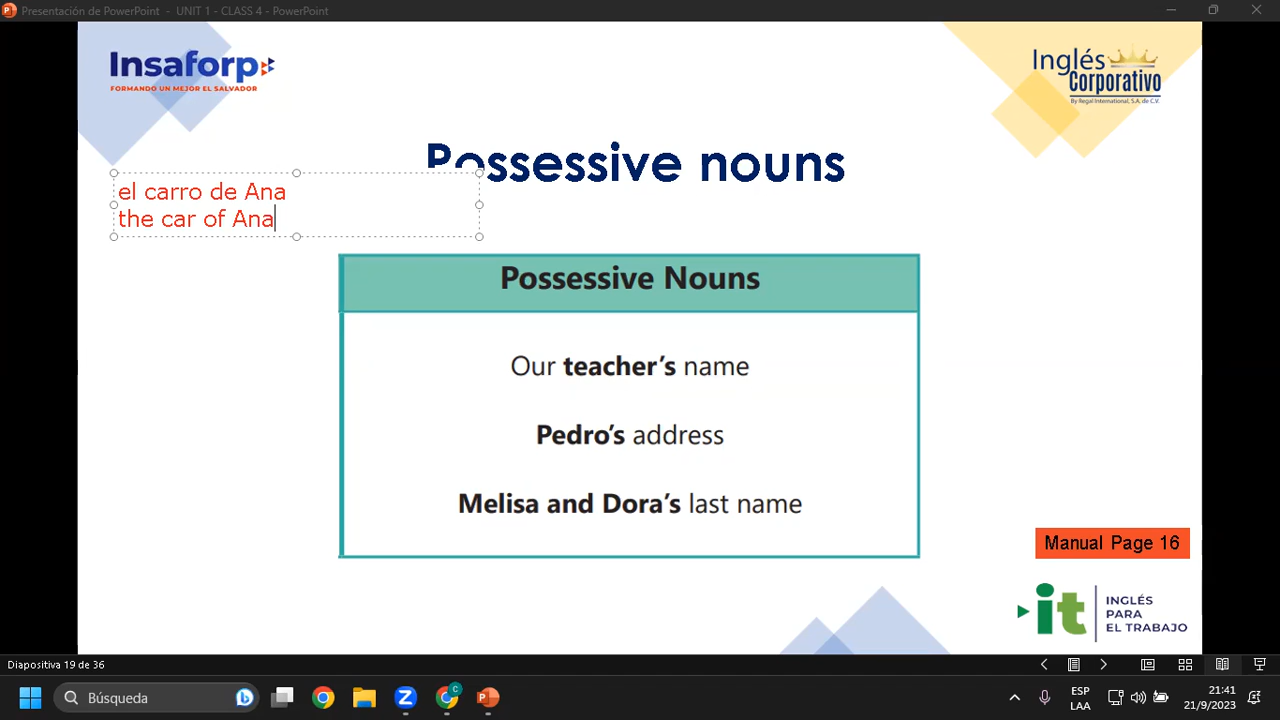 Presentación de PowerPoint - UNIT 1 - CLASS 4 - PowerPoint
Insaforp
FORMANDO UN MEJOR EL SALVADOR
Inglés
Corporativo
By Regal International, S.A. de C.V.
Possessive nouns
el carro de Ana
the car of Ana
Possessive Nouns
Our teacher's name
Pedro's address
Melisa and Dora's last name
Manual Page 16
it
INGLÉS
PARA
EL TRABAJO
Diapositiva 19 de 36
Búsqueda
ESP
LAA
21:41
21/9/2023